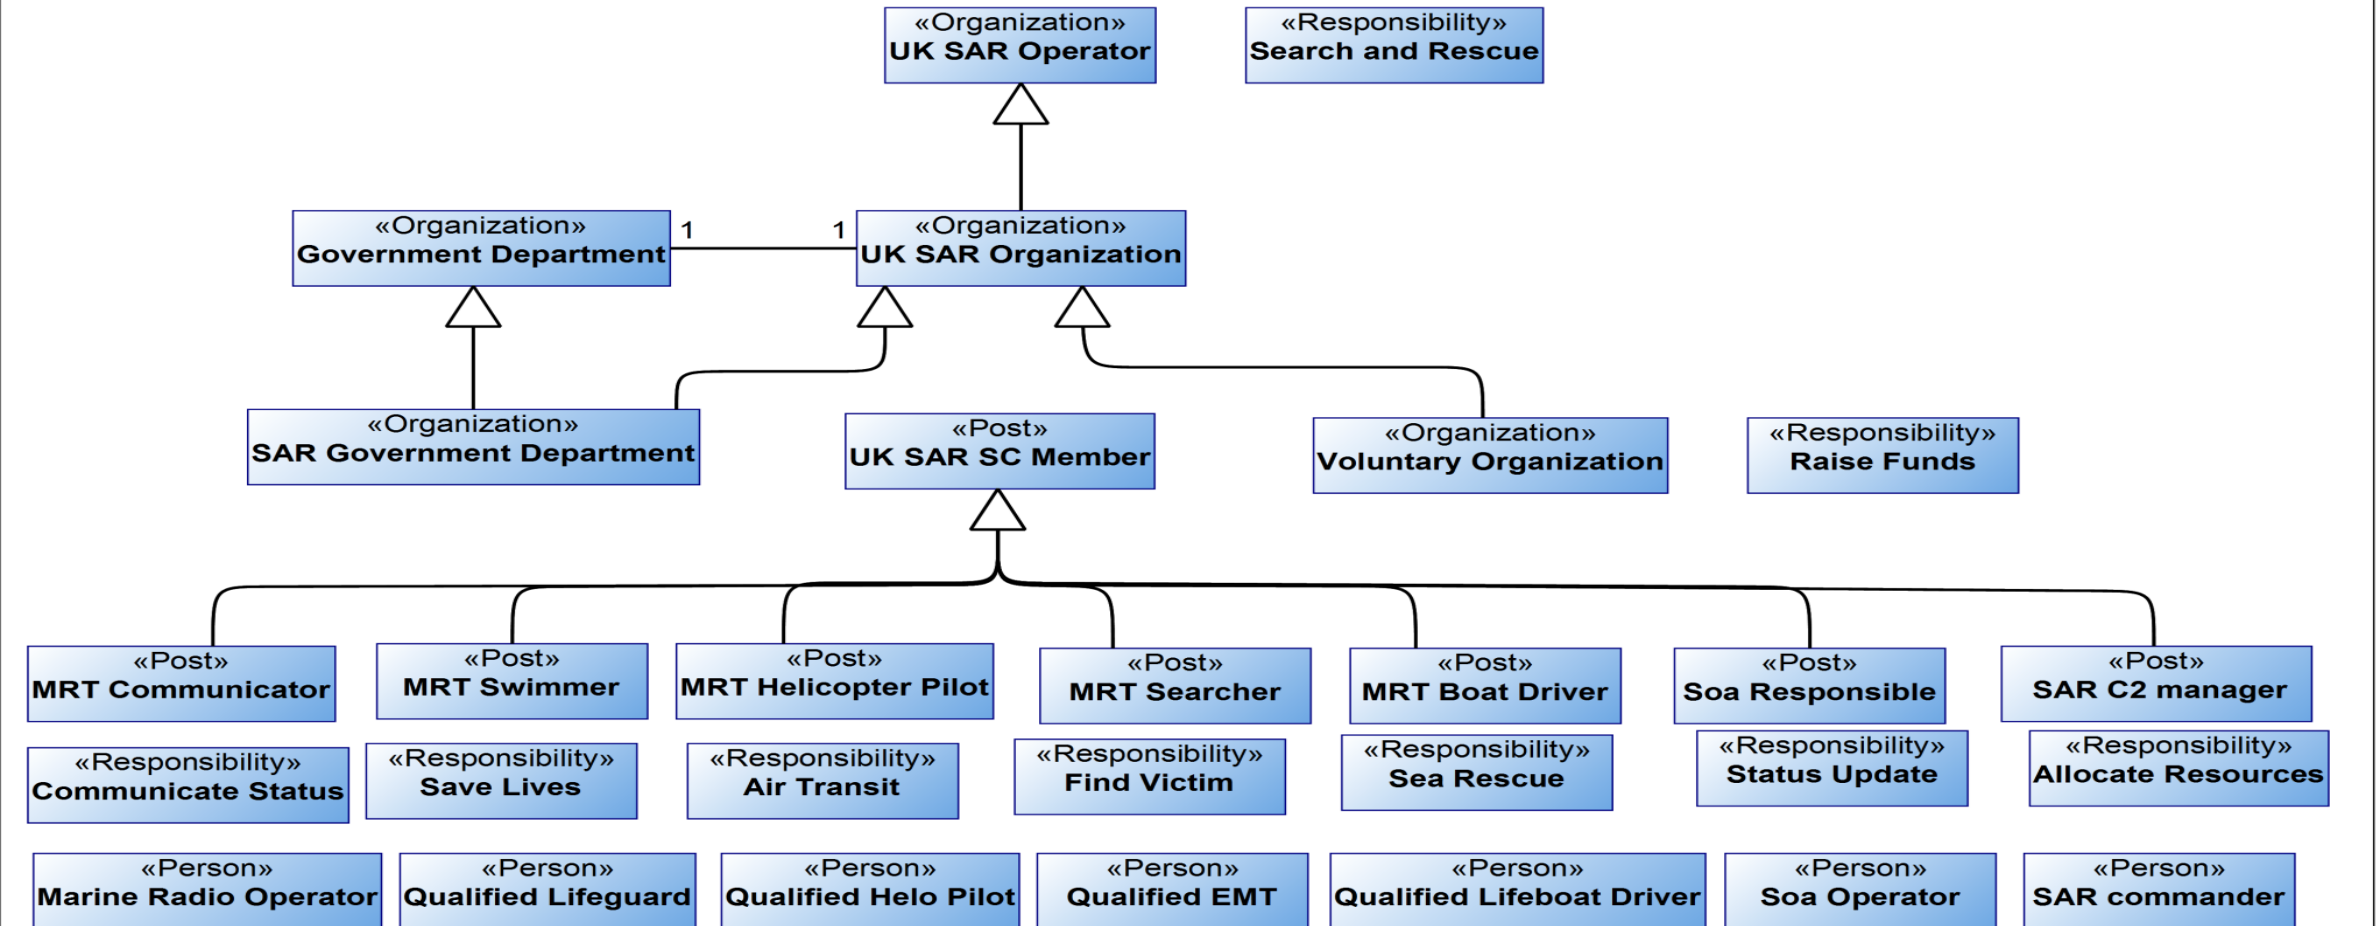 «Organization»
UK SAR Operator
«Responsibility»
Search and Rescue
«Organization»
Government Department
1
1
«Organization»
UK SAR Organization
«Organization»
SAR Government Department
«Post»
UK SAR SC Member
«Organization»
Voluntary Organization
«Responsibility»
Raise Funds
«Post»
MRT Communicator
«Post»
MRT Swimmer
«Post»
MRT Helicopter Pilot
«Post»
MRT Searcher
«Post»
MRT Boat Driver
«Post»
Soa Responsible
«Post»
SAR C2 manager
«Responsibility»
Communicate Status
«Responsibility»
Save Lives
«Responsibility»
Air Transit
«Responsibility»
Find Victim
«Responsibility»
Sea Rescue
«Responsibility»
Status Update
«Responsibility»
Allocate Resources
«Person»
Marine Radio Operator
«Person»
Qualified Lifeguard
«Person»
Qualified Helo Pilot
«Person»
Qualified EMT
«Person»
Qualified Lifeboat Driver
«Person»
Soa Operator
«Person»
SAR commander